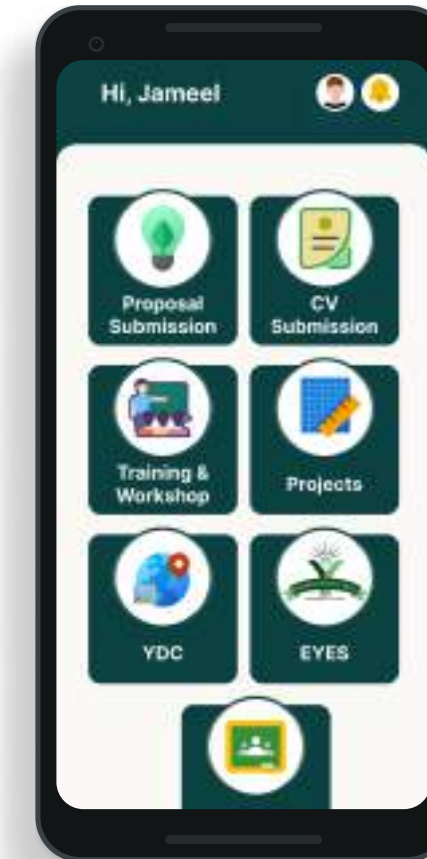 Hi, Jameel
Proposal
Submission
CV
Submission
Training &
Workshop
Projects
YDC
EYES